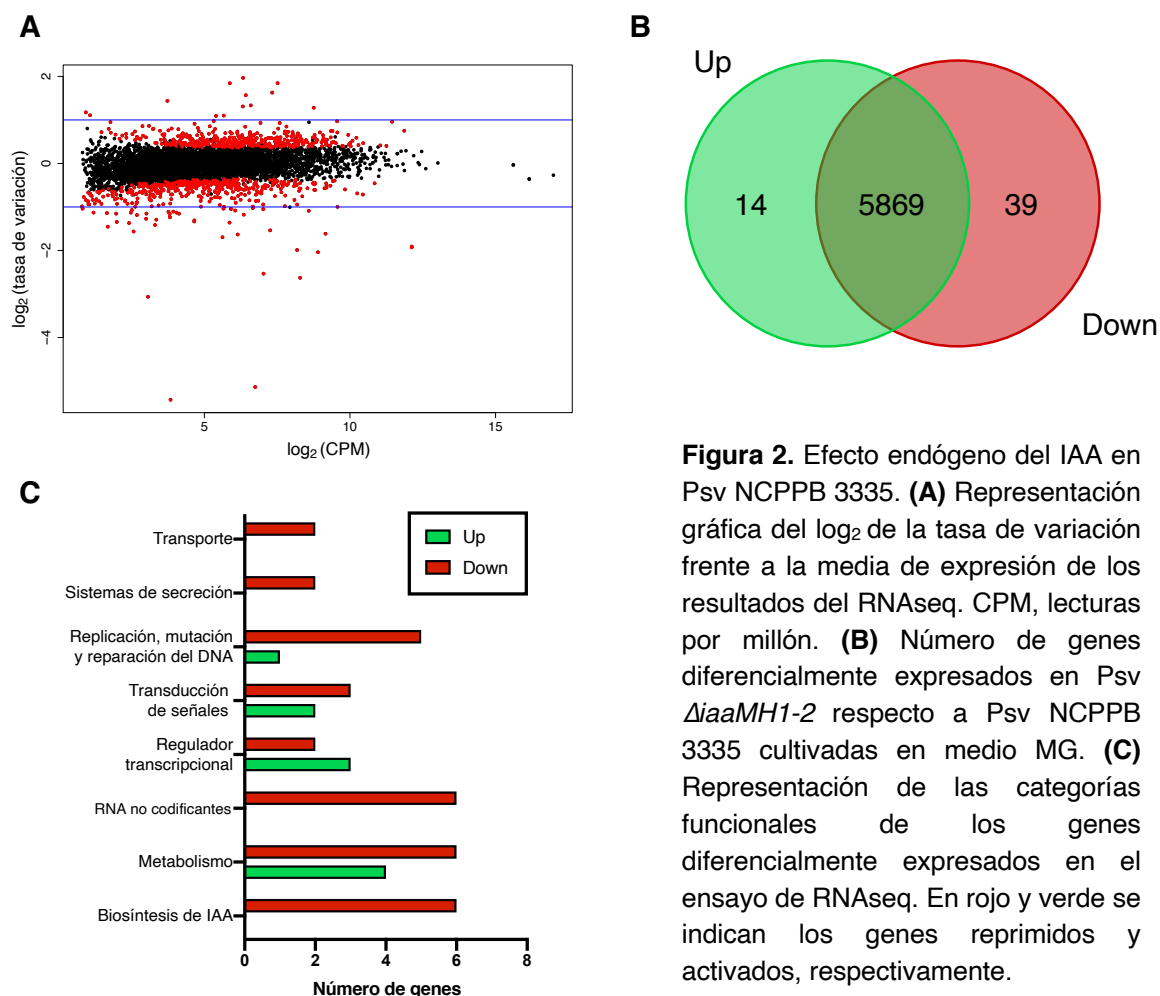 A
2
0
−2
−4
log2 (tasa de variación)
5
10
15
log2 (CPM)
B
Up
14
5869
39
Down
C
Up
Down
Transporte
Sistemas de secreción
Replicación, mutación
y reparación del DNA
Transducción
de señales
Regulador
transcripcional
RNA no codificantes
Metabolismo
Biosíntesis de IAA
0
2
4
6
8
Número de genes
Figura 2. Efecto endógeno del IAA en
Psv NCPPB 3335. (A) Representación
gráfica del log2 de la tasa de variación
frente a la media de expresión de los
resultados del RNAseq. CPM, lecturas
por millón. (B) Número de genes
diferencialmente expresados en Psv
ΔiaaMH1-2 respecto a Psv NCPPB
3335 cultivadas en medio MG. (C)
Representación de las categorías
funcionales de los genes
diferencialmente expresados en el
ensayo de RNAseq. En rojo y verde se
indican los genes reprimidos y
activados, respectivamente.